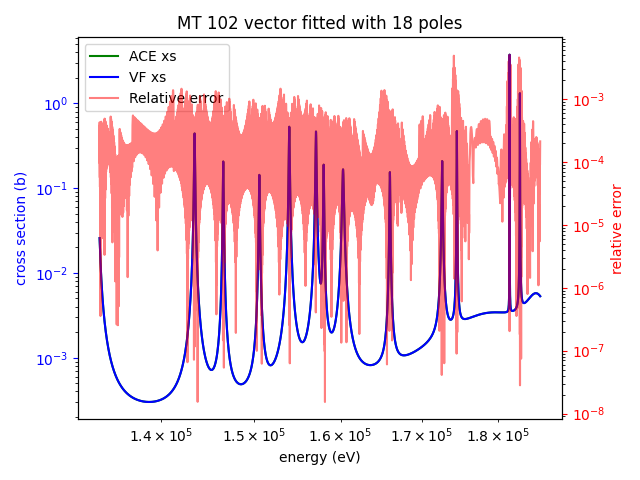 MT 102 vector fitted with 18 poles
ACE xs
VF xs
Relative error
cross section (b)
10⁰
10⁻¹
10⁻²
10⁻³
10⁻³
10⁻⁴
10⁻⁵
10⁻⁶
10⁻⁷
10⁻⁸
relative error
1.4 × 10⁵ 1.5 × 10⁵ 1.6 × 10⁵ 1.7 × 10⁵ 1.8 × 10⁵
energy (eV)